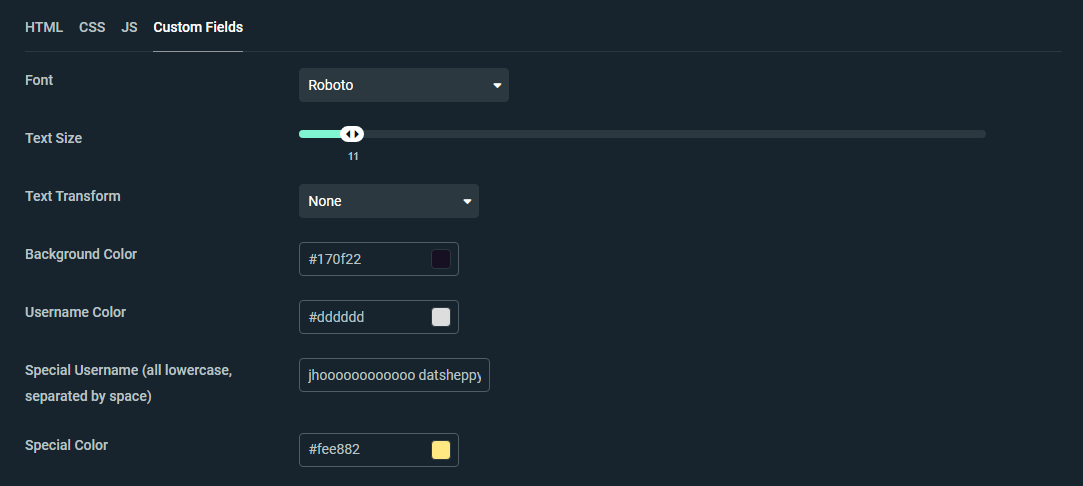 HTML CSS JS Custom Fields
Font Roboto
Text Size
11
Text Transform None
Background Color #170f22
Username Color #dddddd
Special Username (all lowercase, separated by space) jhoooooooooooo datsheppy
Special Color #fee882